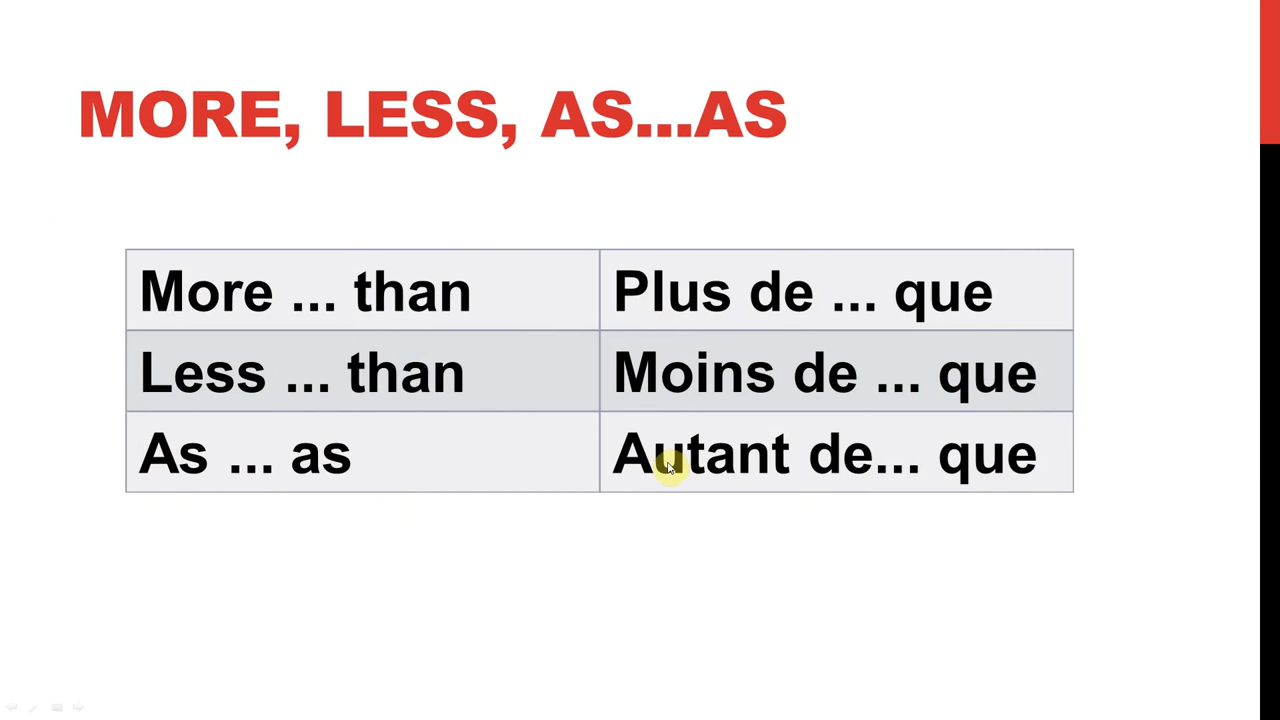 MORE, LESS, AS...AS
More ... than
Plus de ... que
Less ... than
Moins de ... que
As ... as
Autant de... que